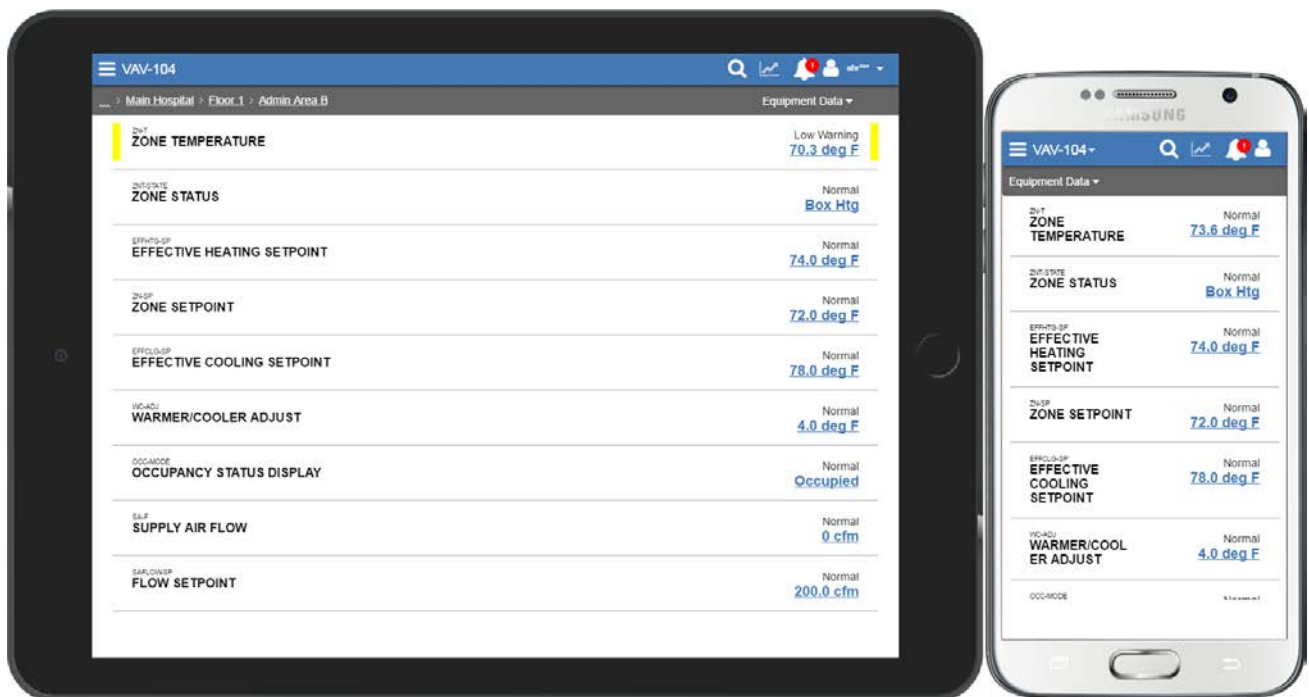 VAV-104
... > Main Hospital > Floor 1 > Admin Area B
Equipment Data
ZN-T
ZONE TEMPERATURE
Low Warning
70.3 deg F
ZNT-STATE
ZONE STATUS
Normal
Box Htg
EFFHTG-SP
EFFECTIVE HEATING SETPOINT
Normal
74.0 deg F
ZN-SP
ZONE SETPOINT
Normal
72.0 deg F
EFFCLG-SP
EFFECTIVE COOLING SETPOINT
Normal
78.0 deg F
WC-ADJ
WARMER/COOLER ADJUST
Normal
4.0 deg F
OCC-MODE
OCCUPANCY STATUS DISPLAY
Normal
Occupied
SA-F
SUPPLY AIR FLOW
Normal
0 cfm
SAFLOW-SP
FLOW SETPOINT
Normal
200.0 cfm
SAMSUNG
VAV-104
Equipment Data
ZN-T
ZONE
TEMPERATURE
Normal
73.6 deg F
ZNT-STATE
ZONE STATUS
Normal
Box Htg
EFFHTG-SP
EFFECTIVE
HEATING
SETPOINT
Normal
74.0 deg F
ZN-SP
ZONE SETPOINT
Normal
72.0 deg F
EFFCLG-SP
EFFECTIVE
COOLING
SETPOINT
Normal
78.0 deg F
WC-ADJ
WARMER/COOL
ER ADJUST
Normal
4.0 deg F
OCC-MODE